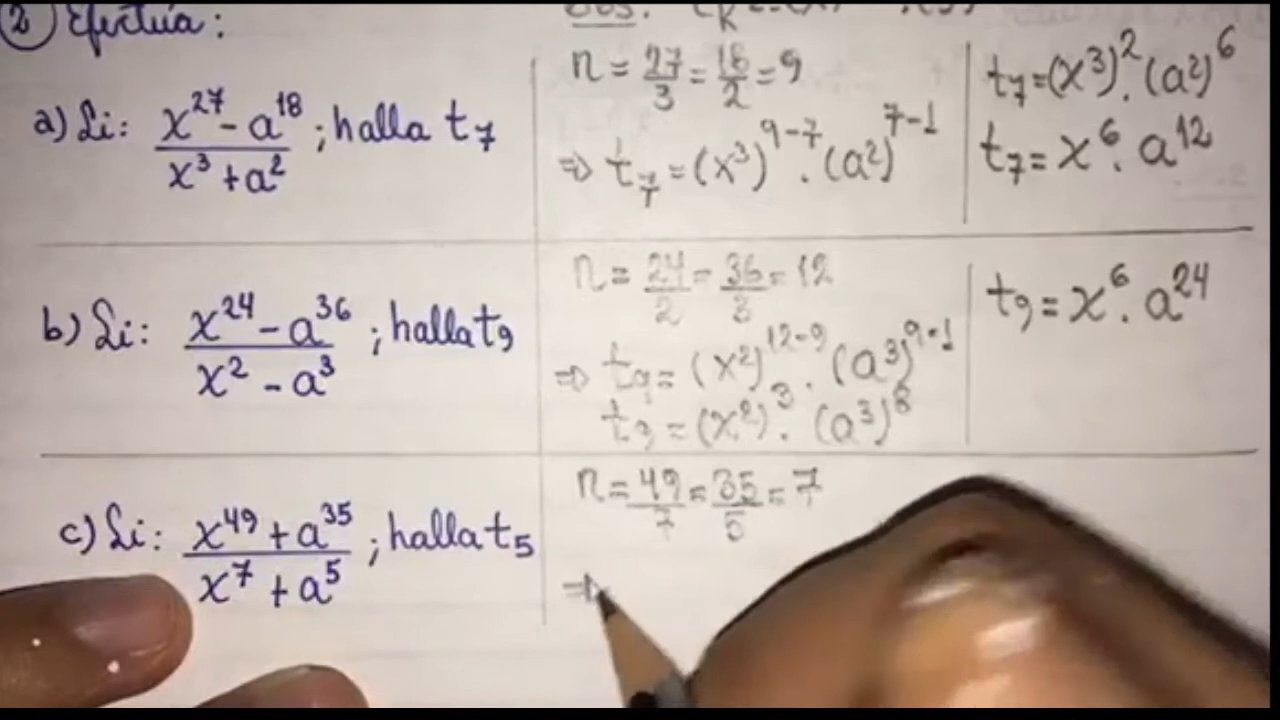 2 Efectúa:
a) Si: x^27 - a^18 / x^3 + a^2 ; halla t7
n = 27/3 = 18/2 = 9
⇒ t7 = (x^3)^9-7 . (a^2)^7-1
t7 = (x^3)^2 . (a^2)^6
t7 = x^6 . a^12
b) Si: x^24 - a^36 / x^2 - a^3 ; halla t9
n = 24/2 = 36/3 = 12
⇒ t9 = (x^2)^12-9 . (a^3)^9-1
t9 = (x^2)^3 . (a^3)^8
t9 = x^6 . a^24
c) Si: x^49 + a^35 / x^7 + a^5 ; halla t5
n = 49/7 = 35/5 = 7
⇒